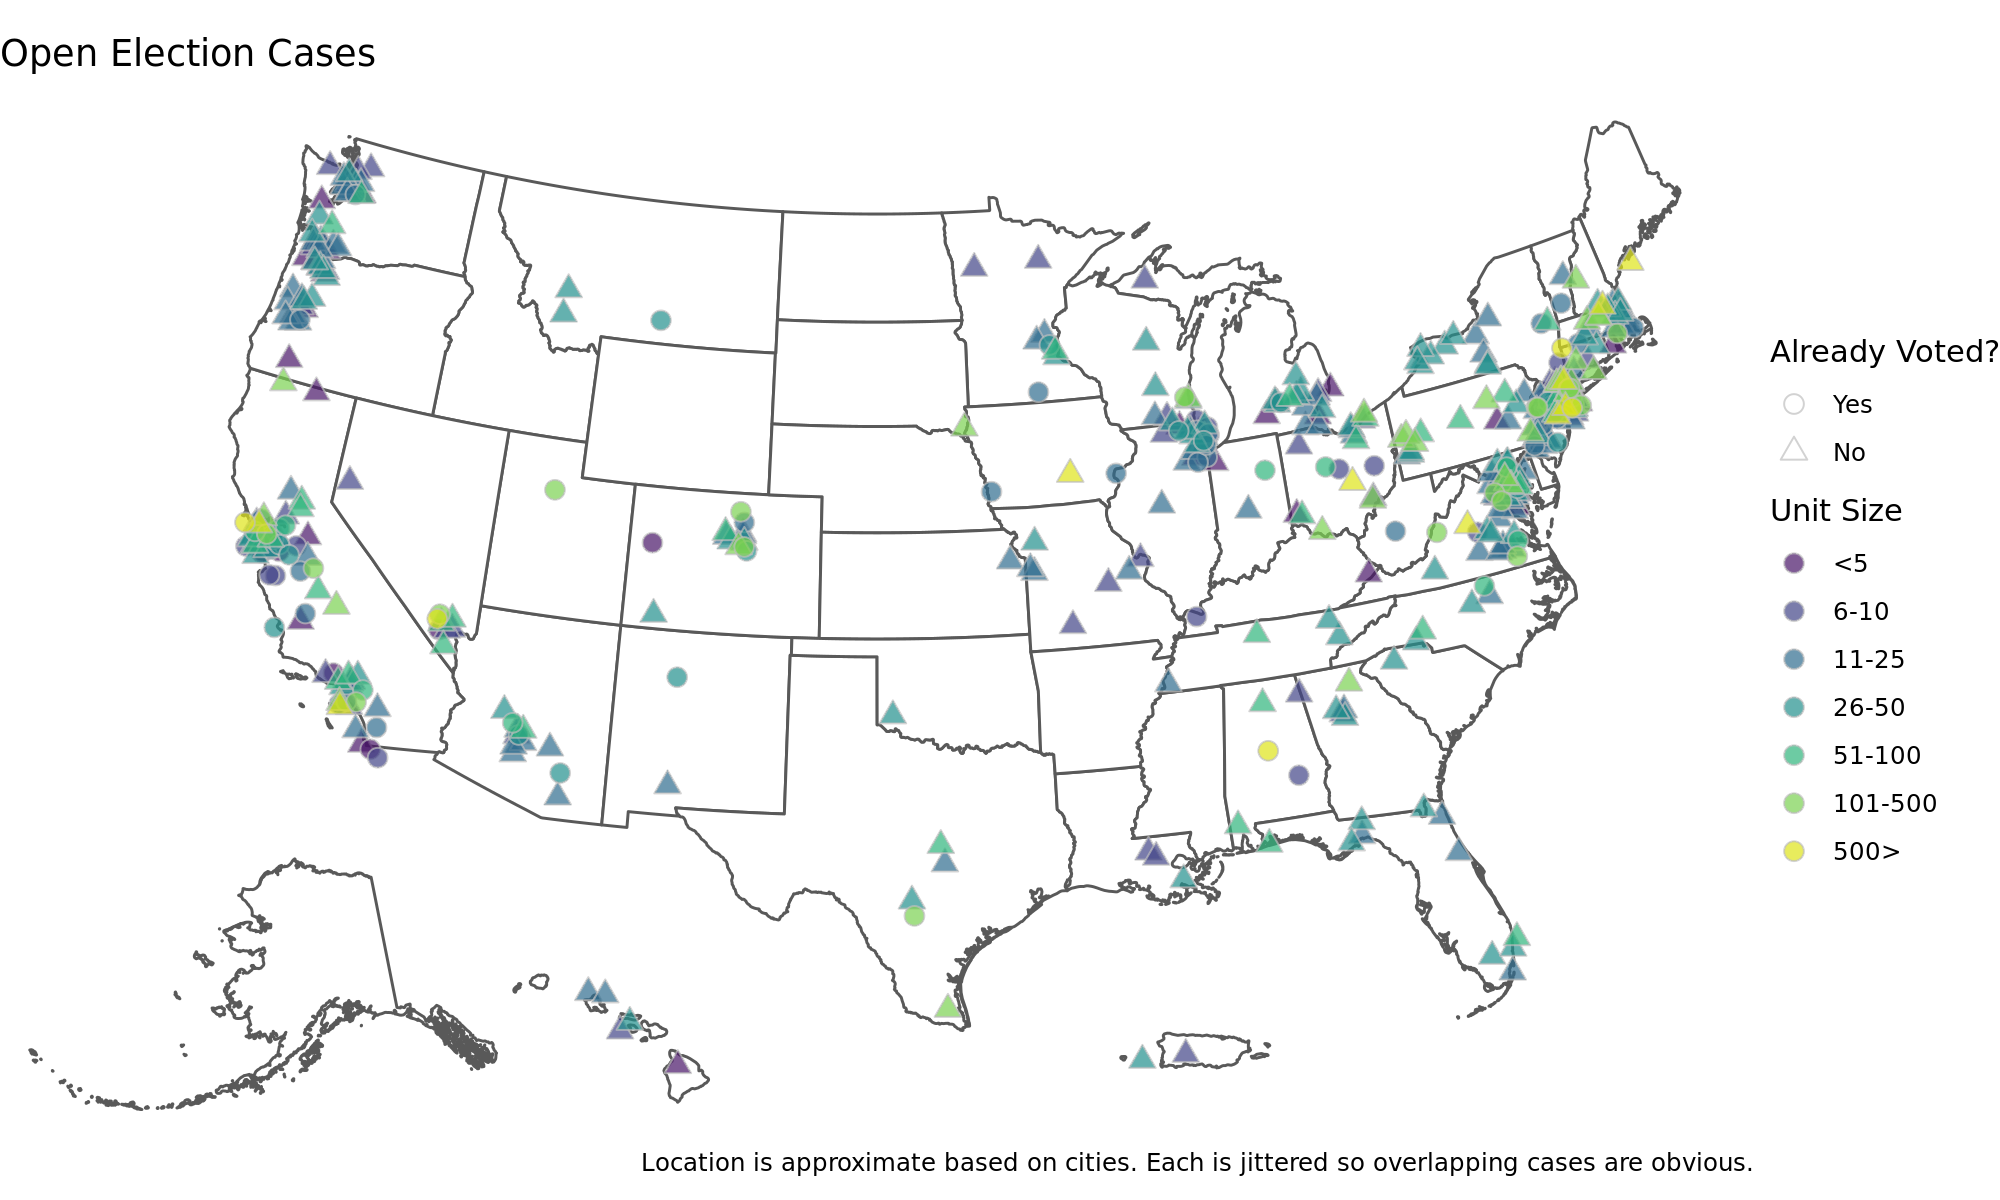 Open Election Cases
Already Voted?
Yes
No
Unit Size
<5
6-10
11-25
26-50
51-100
101-500
500>
Location is approximate based on cities. Each is jittered so overlapping cases are obvious.